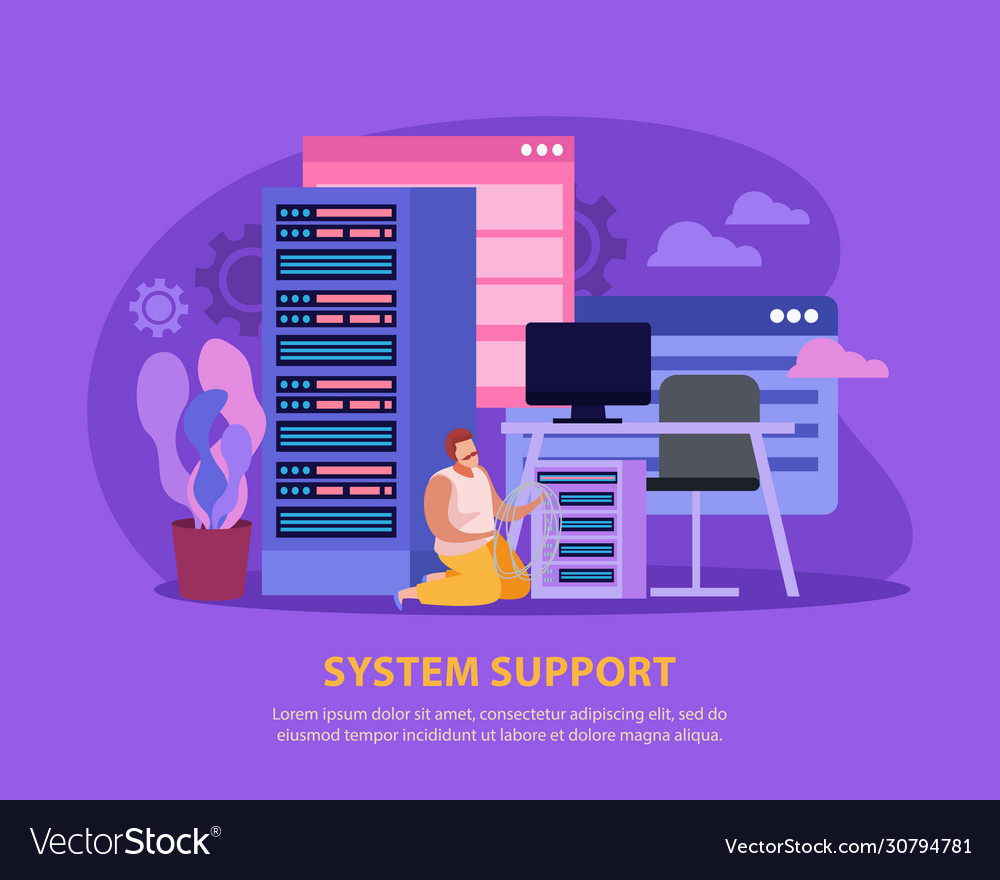 SYSTEM SUPPORT
Lorem ipsum dolor sit amet, consectetur adipiscing elit, sed do
eiusmod tempor incididunt ut labore et dolore magna aliqua.
VectorStock®
VectorStock.com/30794781